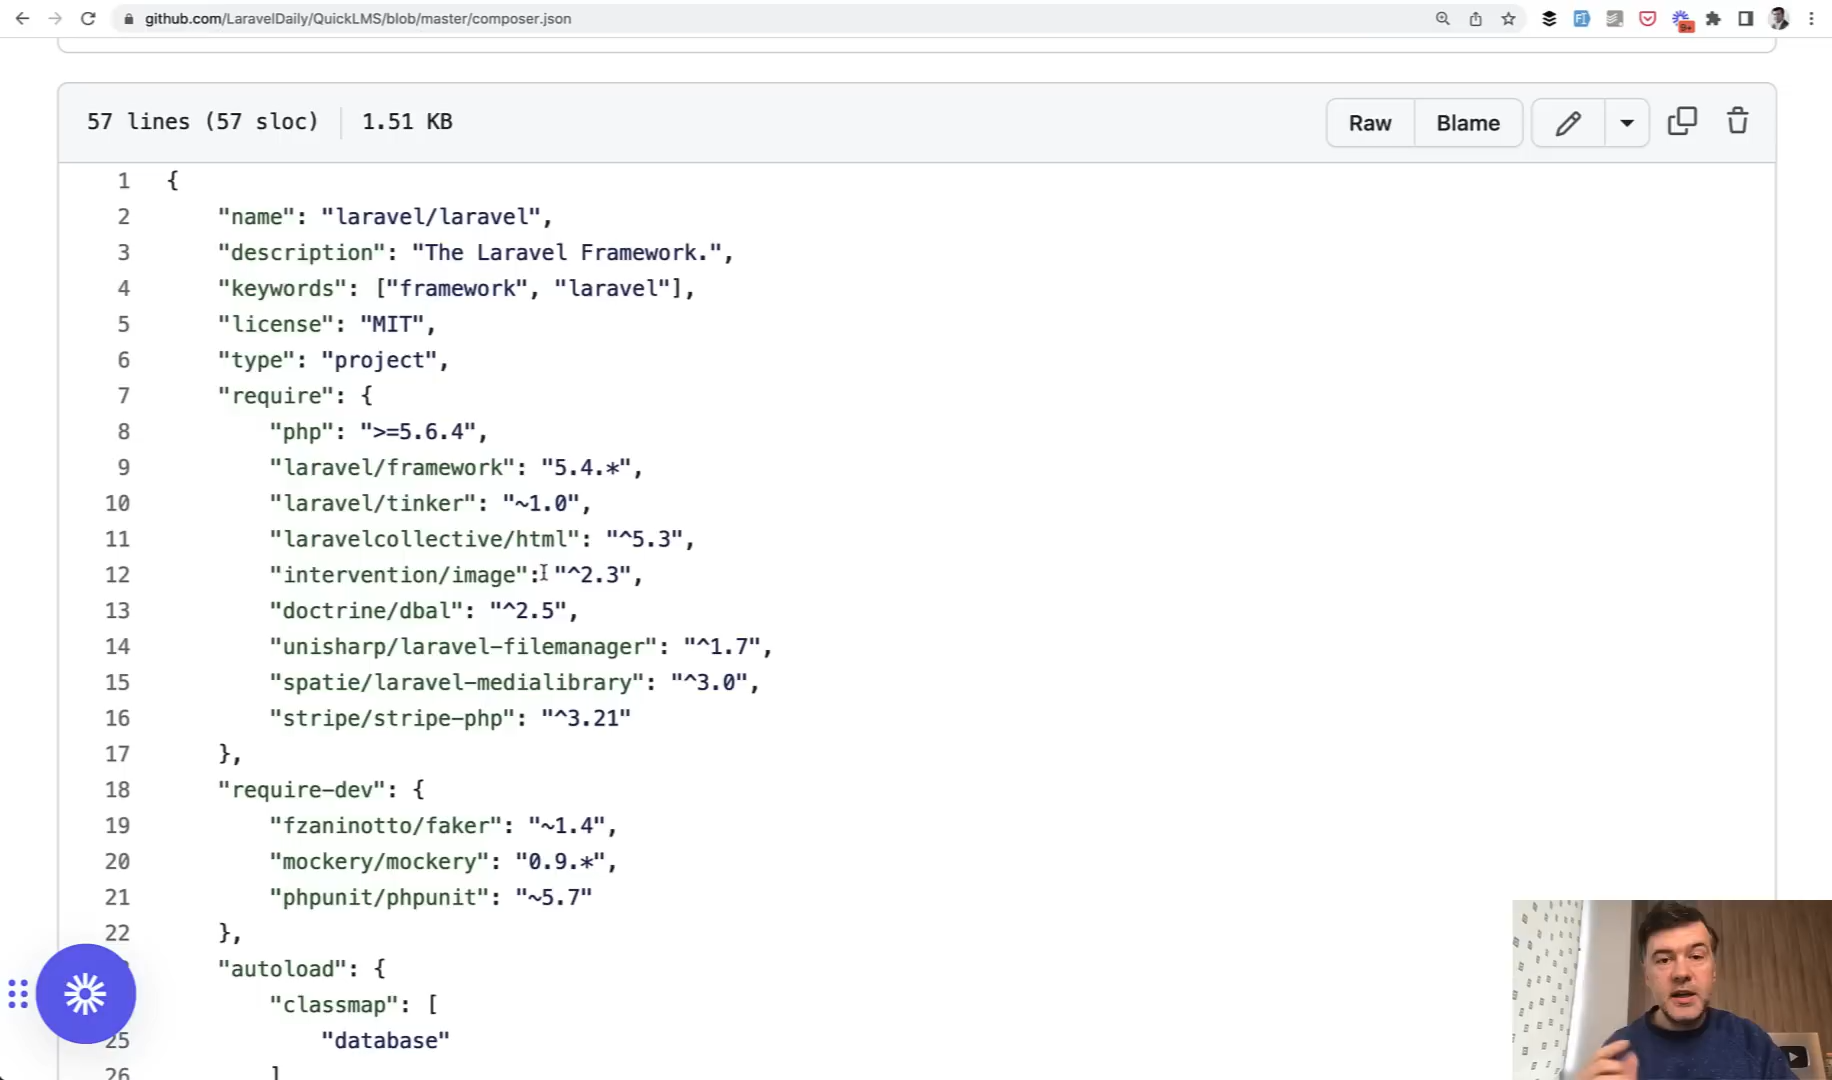 github.com/LaravelDaily/QuickLMS/blob/master/composer.json
9+
57 lines (57 sloc) 1.51 KB
Raw Blame
1 {
2 "name": "laravel/laravel",
3 "description": "The Laravel Framework.",
4 "keywords": ["framework", "laravel"],
5 "license": "MIT",
6 "type": "project",
7 "require": {
8 "php": ">=5.6.4",
9 "laravel/framework": "5.4.*",
10 "laravel/tinker": "~1.0",
11 "laravelcollective/html": "^5.3",
12 "intervention/image": "^2.3",
13 "doctrine/dbal": "^2.5",
14 "unisharp/laravel-filemanager": "^1.7",
15 "spatie/laravel-medialibrary": "^3.0",
16 "stripe/stripe-php": "^3.21"
17 },
18 "require-dev": {
19 "fzaninotto/faker": "~1.4",
20 "mockery/mockery": "0.9.*",
21 "phpunit/phpunit": "~5.7"
22 },
"autoload": {
"classmap": [
25 "database"
26 ]